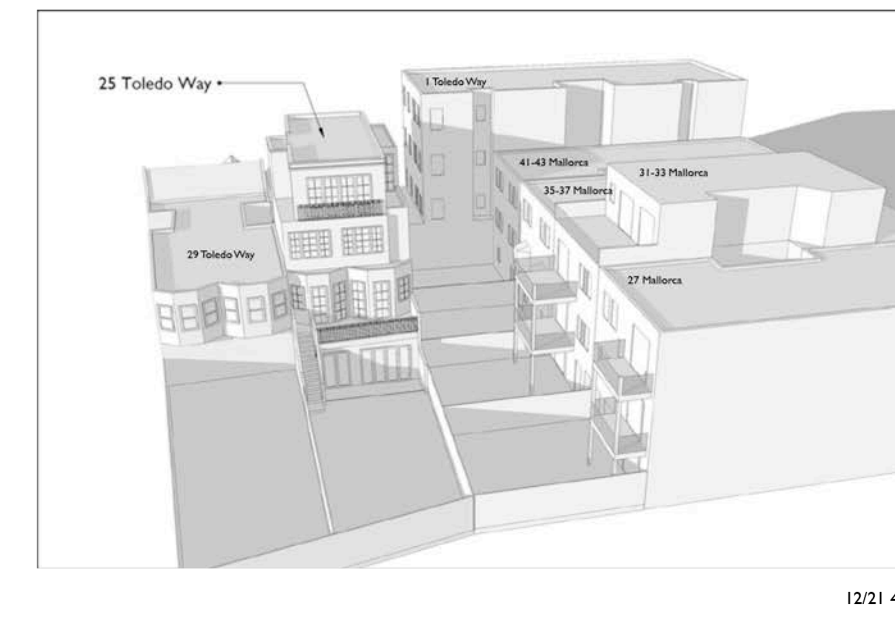 25 Toledo Way
1 Toledo Way
41-43 Mallorca
31-33 Mallorca
35-37 Mallorca
29 Toledo Way
27 Mallorca
12/21 4